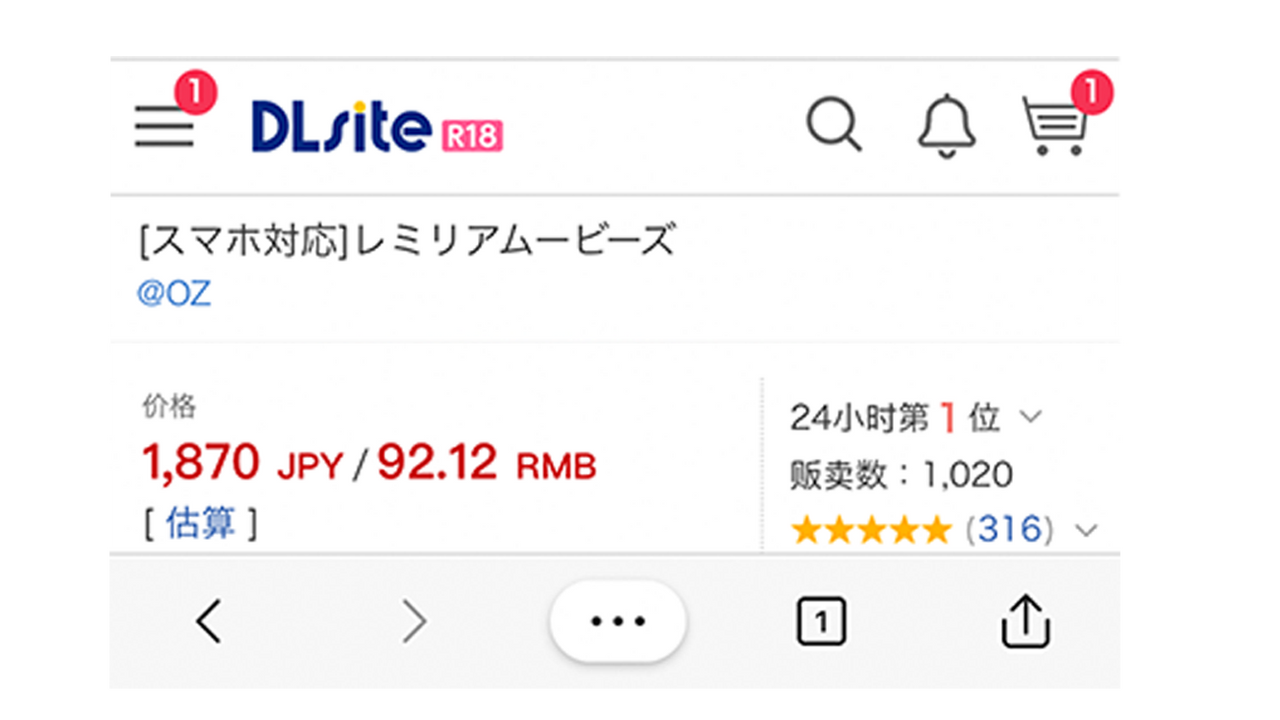 1
DLsite R18
1
[スマホ対応]レミリアムービーズ
@OZ
价格
1,870 JPY / 92.12 RMB
[ 估算 ]
24小时第 1 位
贩卖数：1,020
★★★★★ (316)
1